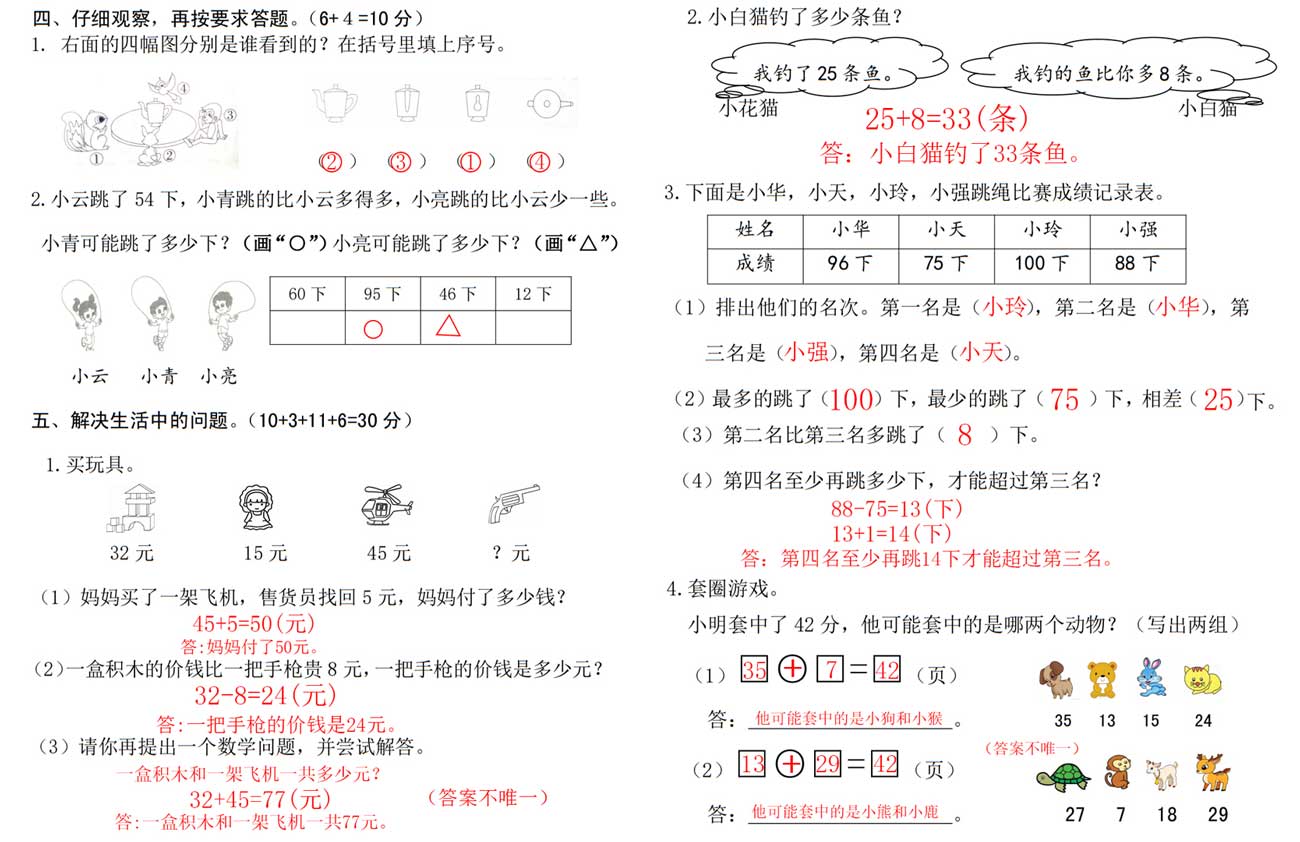 四、仔细观察，再按要求答题。（6+４=10 分）
1. 右面的四幅图分别是谁看到的？在括号里填上序号。
④
③
①
②
（②） （③） （①） （④）
2.小云跳了 54 下，小青跳的比小云多得多，小亮跳的比小云少一些。
小青可能跳了多少下？（画“○”）小亮可能跳了多少下？（画“△”）
60 下 95 下 46 下 12 下
○ △
小云 小青 小亮
五、解决生活中的问题。（10+3+11+6=30 分）
1.买玩具。
32 元 15 元 45 元 ？元
（1）妈妈买了一架飞机，售货员找回 5 元，妈妈付了多少钱？
45+5=50(元)
答:妈妈付了50元。
（2）一盒积木的价钱比一把手枪贵 8 元，一把手枪的价钱是多少元？
32-8=24(元)
答:一把手枪的价钱是24元。
（3）请你再提出一个数学问题，并尝试解答。
一盒积木和一架飞机一共多少元？
32+45=77(元) （答案不唯一）
答:一盒积木和一架飞机一共77元。
2.小白猫钓了多少条鱼？
我钓了 25 条鱼。 我钓的鱼比你多 8 条。
小花猫 小白猫
25+8=33(条)
答：小白猫钓了33条鱼。
3.下面是小华，小天，小玲，小强跳绳比赛成绩记录表。
姓名 小华 小天 小玲 小强
成绩 96 下 75 下 100 下 88 下
（1）排出他们的名次。第一名是（小玲），第二名是（小华），第
三名是（小强），第四名是（小天）。
（2）最多的跳了（100）下，最少的跳了（ 75 ）下，相差（ 25）下。
（3）第二名比第三名多跳了（ 8 ）下。
（4）第四名至少再跳多少下，才能超过第三名？
88-75=13(下)
13+1=14(下)
答：第四名至少再跳14下才能超过第三名。
4.套圈游戏。
小明套中了 42 分，他可能套中的是哪两个动物？（写出两组）
（1）35 + 7 = 42（页）
35 13 15 24
答：他可能套中的是小狗和小猴。
（答案不唯一）
（2）13 + 29 = 42（页）
27 7 18 29
答：他可能套中的是小熊和小鹿。